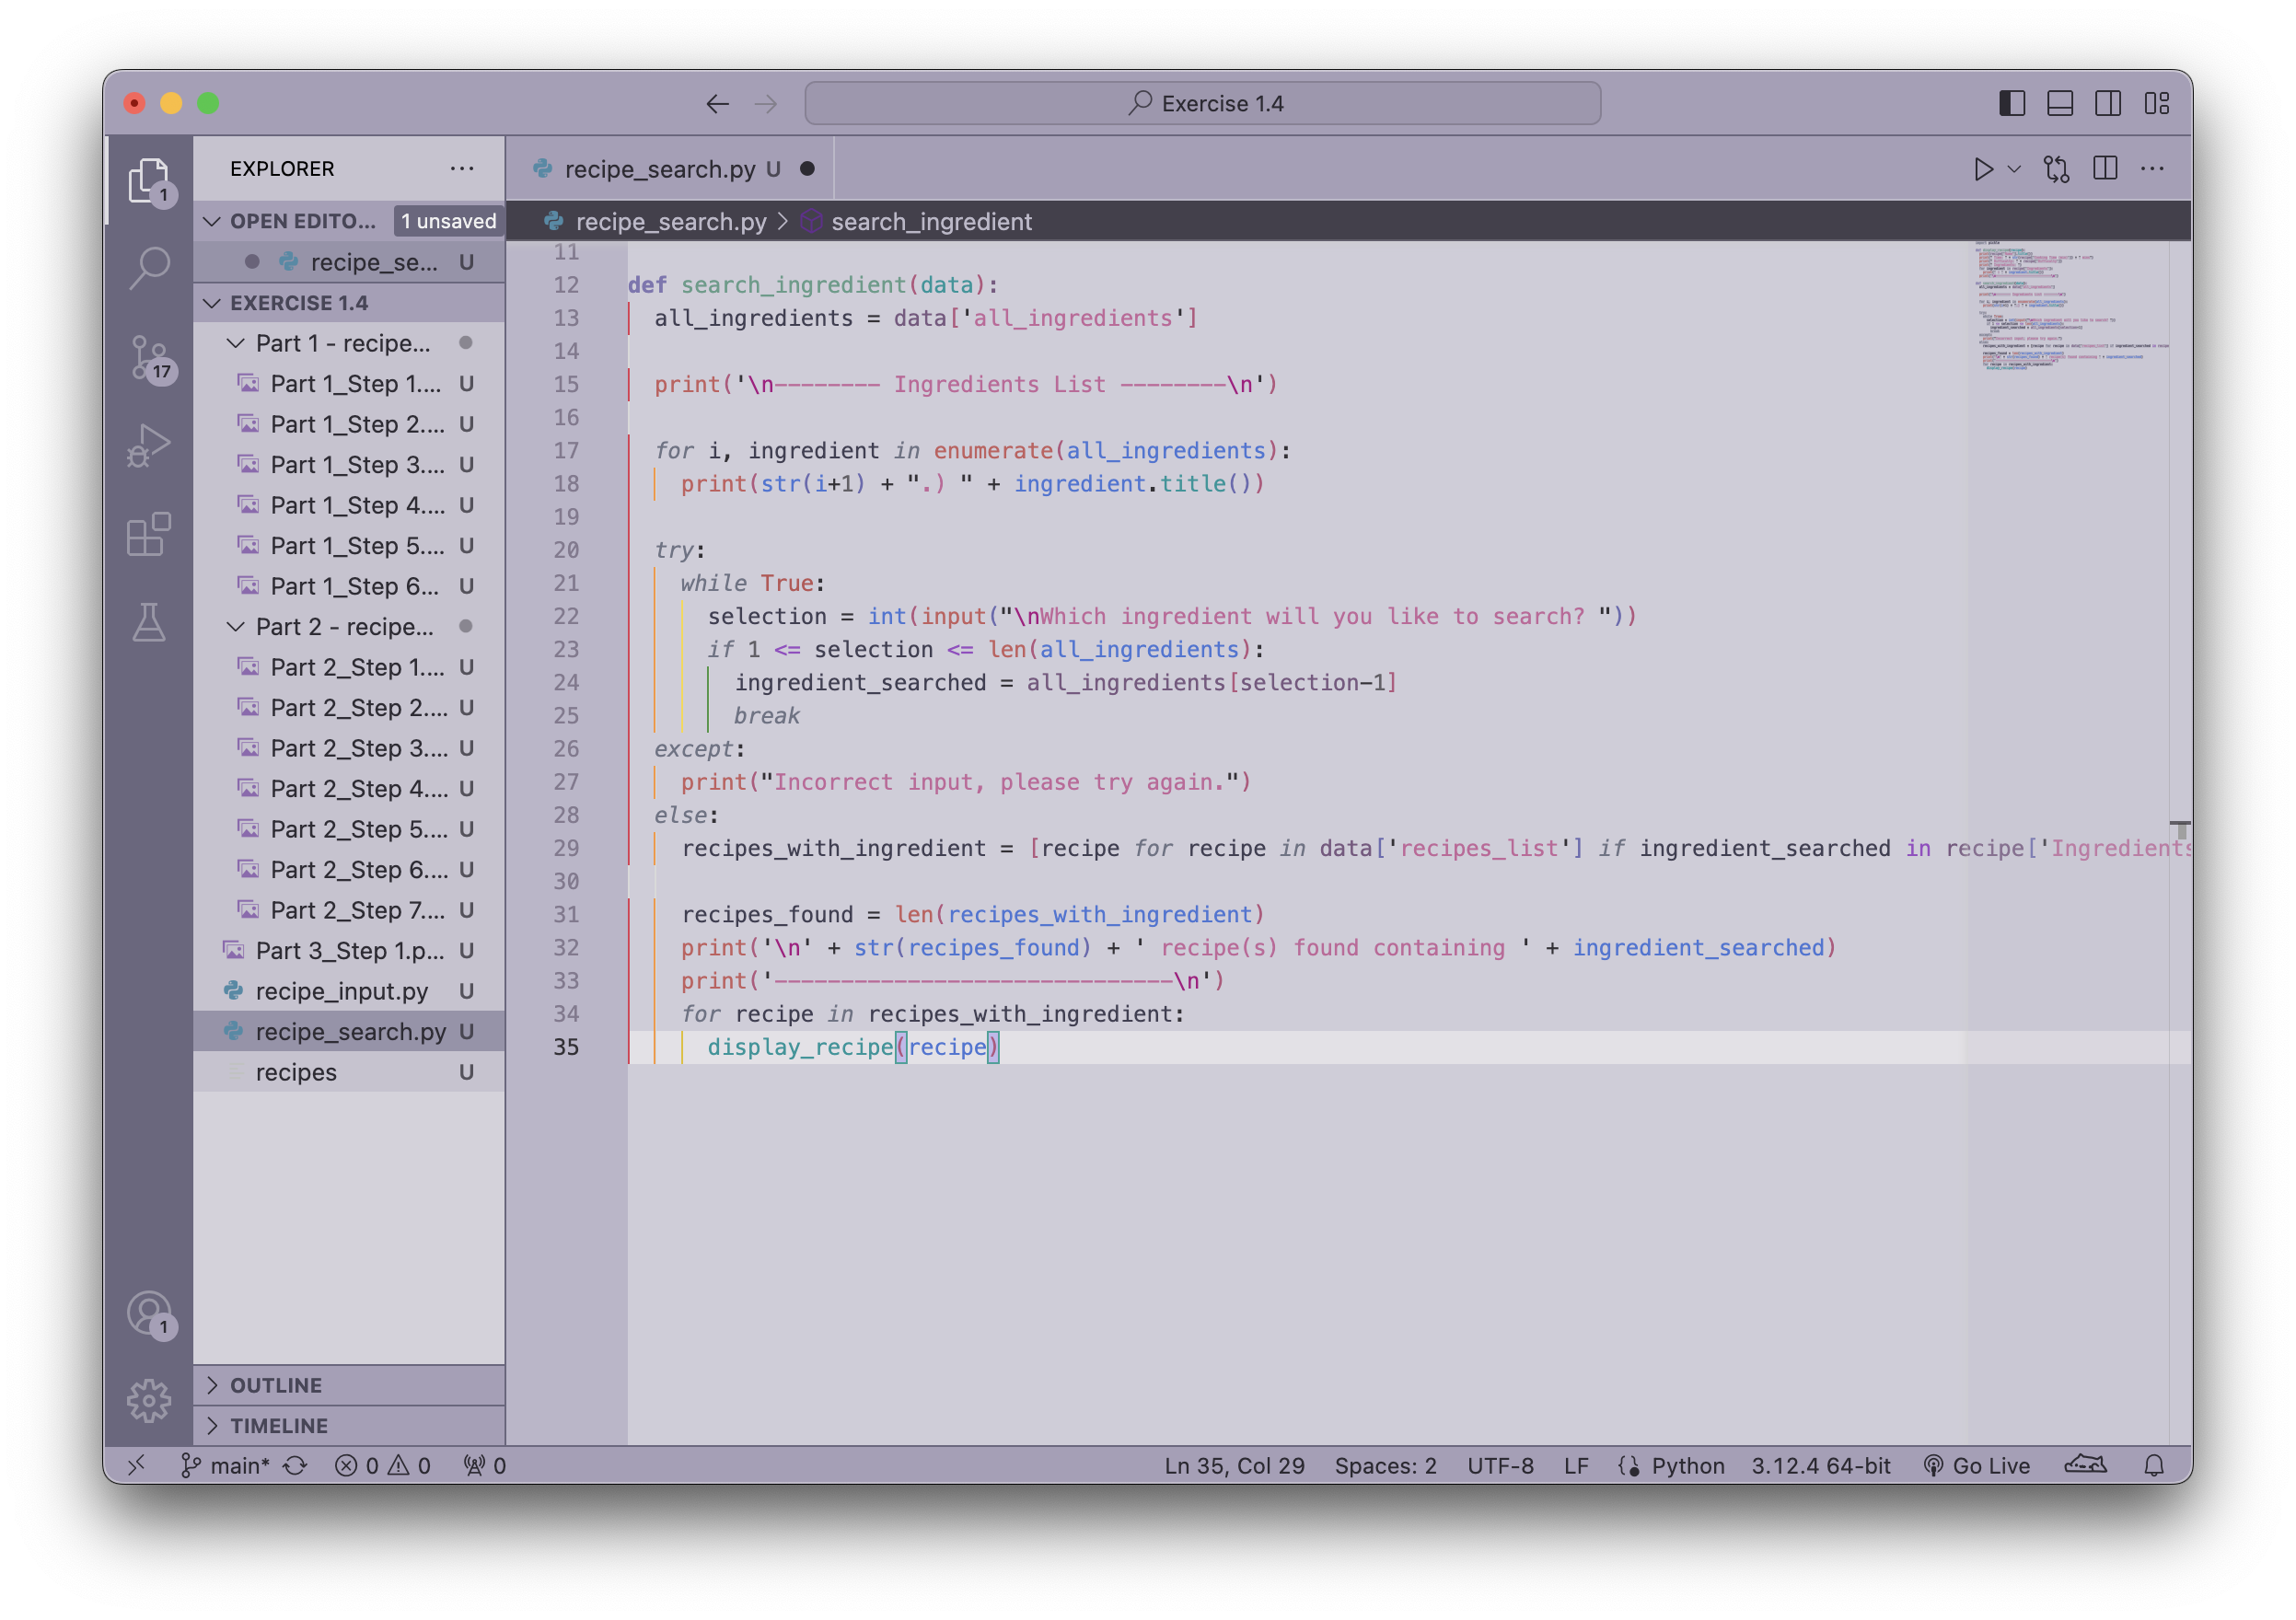 Exercise 1.4
EXPLORER
recipe_search.py U
1
OPEN EDITO... 1 unsaved
recipe_search.py > search_ingredient
recipe_se... U
EXERCISE 1.4
Part 1 - recipe...
Part 1_Step 1.... U
17
Part 1_Step 2.... U
Part 1_Step 3.... U
Part 1_Step 4.... U
Part 1_Step 5.... U
Part 1_Step 6... U
Part 2 - recipe...
Part 2_Step 1.... U
Part 2_Step 2.... U
Part 2_Step 3.... U
Part 2_Step 4.... U
Part 2_Step 5.... U
Part 2_Step 6.... U
Part 2_Step 7.... U
Part 3_Step 1.p... U
recipe_input.py U
recipe_search.py U
recipes U
1
OUTLINE
TIMELINE
11
12 def search_ingredient(data):
13 all_ingredients = data['all_ingredients']
14
15 print('\n-------- Ingredients List --------\n')
16
17 for i, ingredient in enumerate(all_ingredients):
18 print(str(i+1) + ".) " + ingredient.title())
19
20 try:
21 while True:
22 selection = int(input("\nWhich ingredient will you like to search? "))
23 if 1 <= selection <= len(all_ingredients):
24 ingredient_searched = all_ingredients[selection-1]
25 break
26 except:
27 print("Incorrect input, please try again.")
28 else:
29 recipes_with_ingredient = [recipe for recipe in data['recipes_list'] if ingredient_searched in recipe['Ingredients
30
31 recipes_found = len(recipes_with_ingredient)
32 print('\n' + str(recipes_found) + ' recipe(s) found containing ' + ingredient_searched)
33 print('------------------------------\n')
34 for recipe in recipes_with_ingredient:
35 display_recipe(recipe)
main* 0 0 0 Ln 35, Col 29 Spaces: 2 UTF-8 LF Python 3.12.4 64-bit Go Live